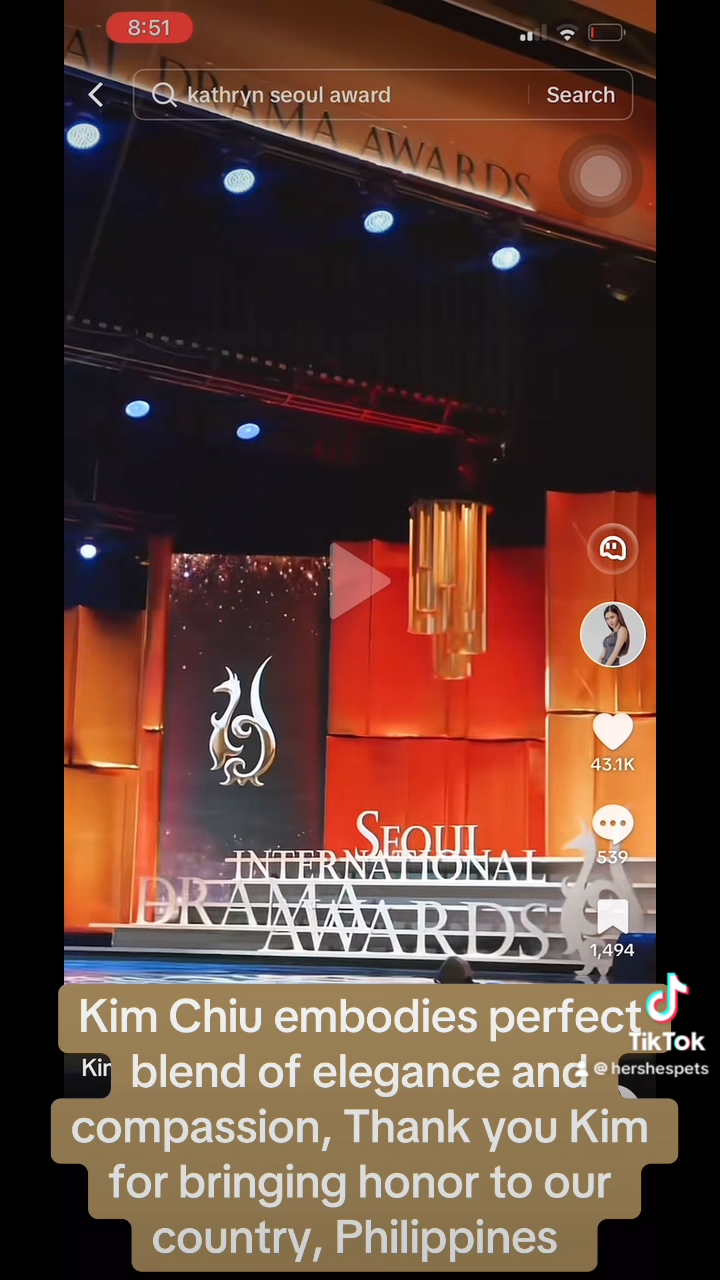 8:51
AL DRAMA AWARDS
kathryn seoul award
Search
43.1K
539
1,494
SEOUL
INTERNATIONAL
DRAMA
AWARDS
Kim Chiu embodies perfect
blend of elegance and
compassion, Thank you Kim
for bringing honor to our
country, Philippines
TikTok
@hershespets